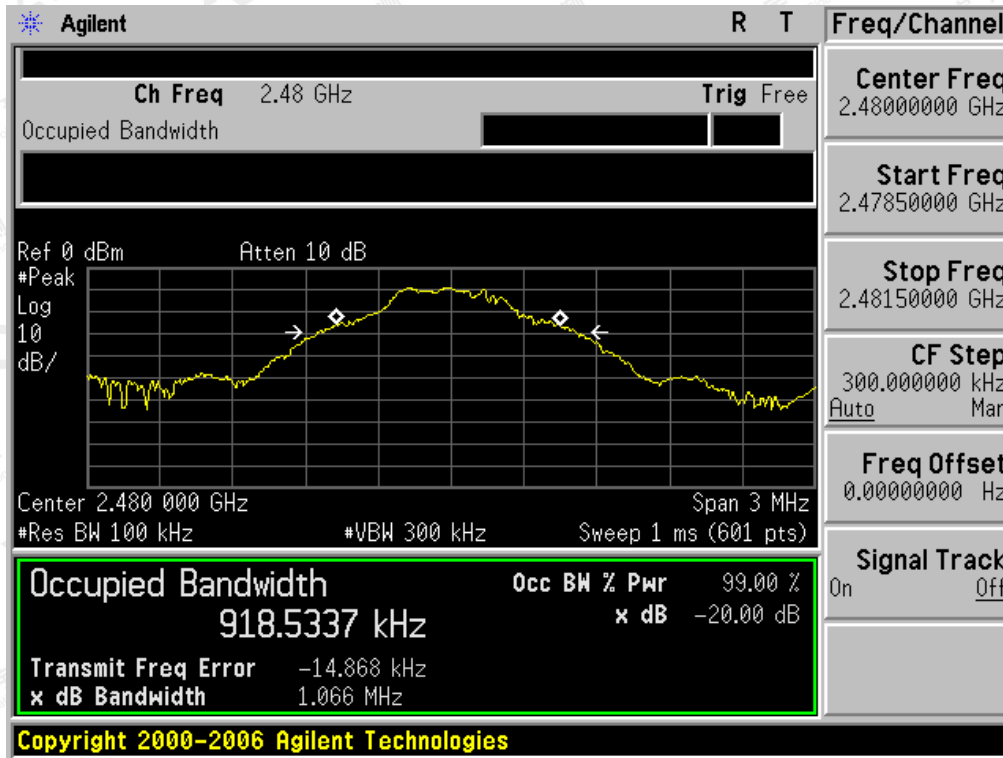 Agilent R T
Ch Freq 2.48 GHz Trig Free
Occupied Bandwidth
Ref 0 dBm Atten 10 dB
#Peak
Log
10
dB/
Center 2.480 000 GHz Span 3 MHz
#Res BW 100 kHz #VBW 300 kHz Sweep 1 ms (601 pts)
Occupied Bandwidth
918.5337 kHz
Occ BW % Pwr 99.00 %
x dB -20.00 dB
Transmit Freq Error -14.868 kHz
x dB Bandwidth 1.066 MHz
Copyright 2000-2006 Agilent Technologies
Freq/Channel
Center Freq
2.48000000 GHz
Start Freq
2.47850000 GHz
Stop Freq
2.48150000 GHz
CF Step
300.000000 kHz
Auto Man
Freq Offset
0.00000000 Hz
Signal Track
On Off